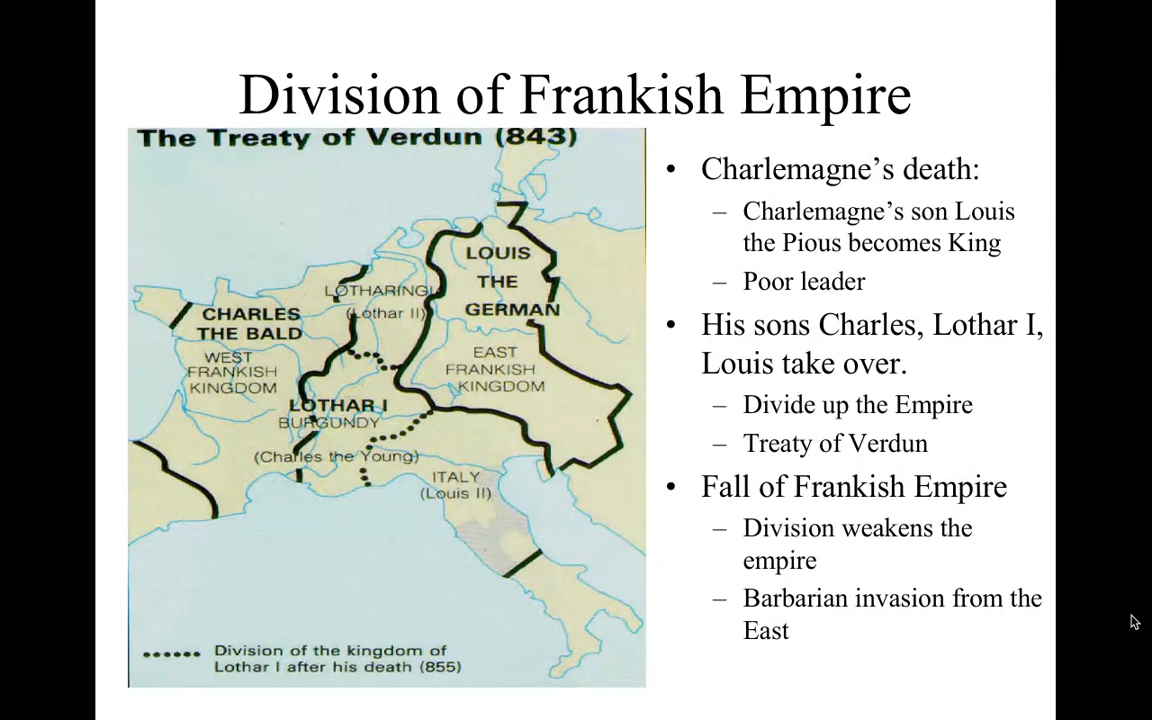 Division of Frankish Empire
The Treaty of Verdun (843)
LOUIS
THE
GERMAN
LOTHARINGI
(Lothar II)
CHARLES
THE BALD
WEST
FRANKISH
KINGDOM
EAST
FRANKISH
KINGDOM
LOTHAR I
BURGUNDY
(Charles the Young)
ITALY
(Louis II)
Division of the kingdom of
Lothar I after his death (855)
• Charlemagne’s death:
– Charlemagne’s son Louis
the Pious becomes King
– Poor leader
• His sons Charles, Lothar I,
Louis take over.
– Divide up the Empire
– Treaty of Verdun
• Fall of Frankish Empire
– Division weakens the
empire
– Barbarian invasion from the
East